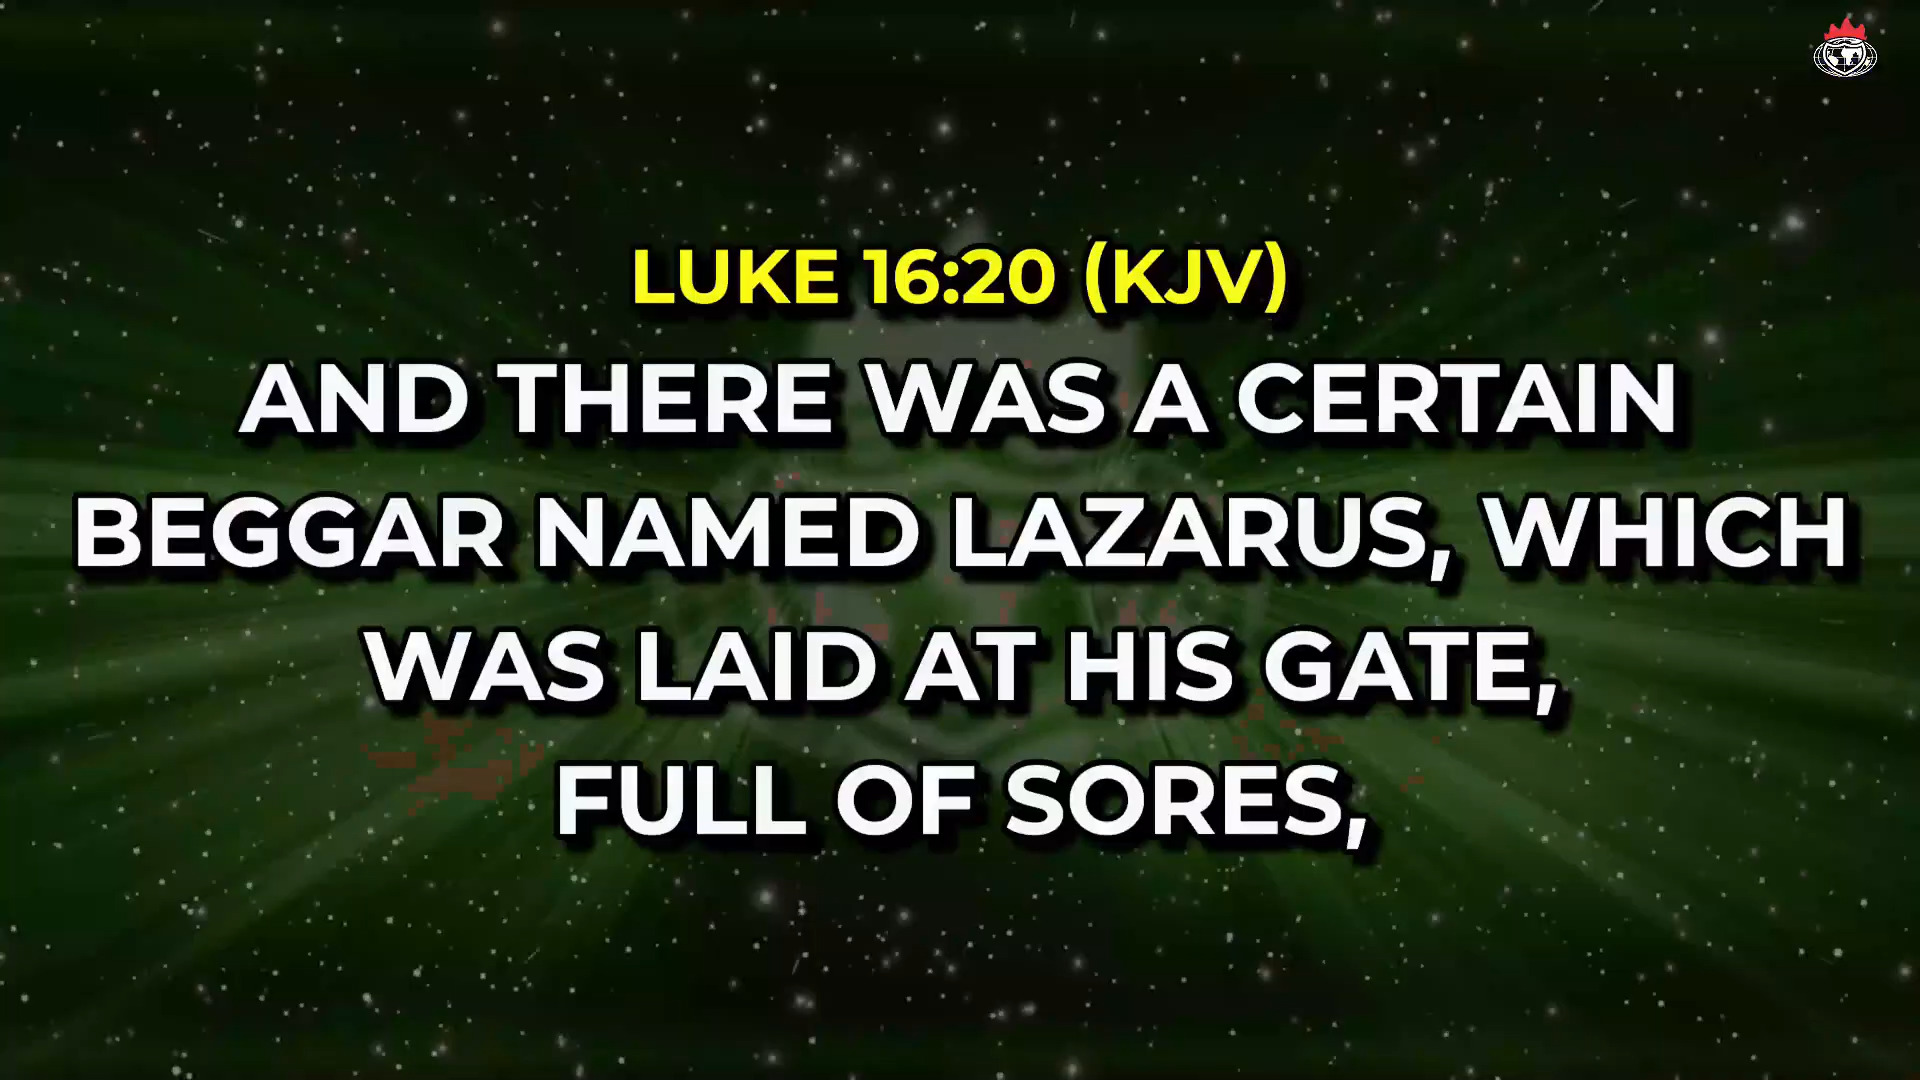 LUKE 16:20 (KJV)
AND THERE WAS A CERTAIN
BEGGAR NAMED LAZARUS, WHICH
WAS LAID AT HIS GATE,
FULL OF SORES,